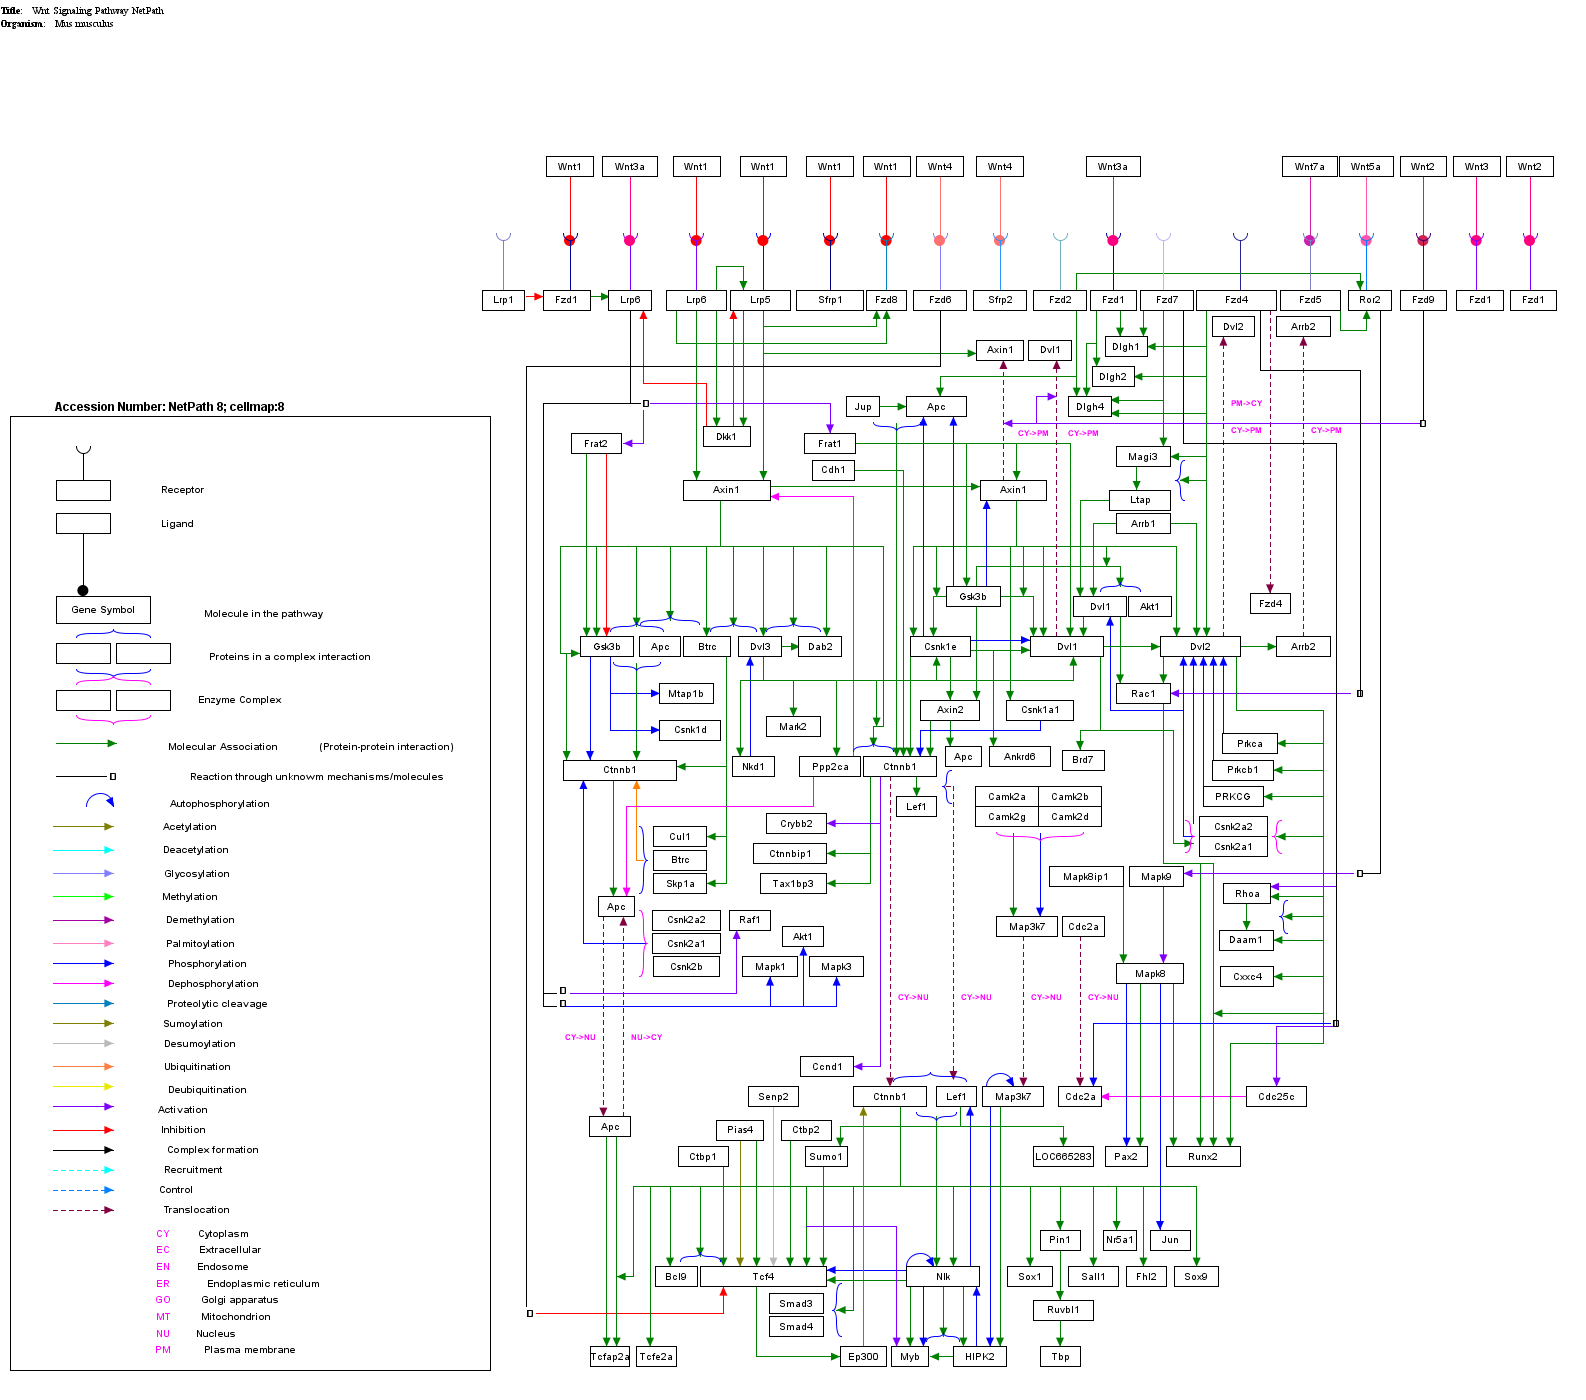 Title: Wnt Signaling Pathway NetPath
Organism: Mus musculus
Wnt1 Wnt3a Wnt1 Wnt1 Wnt1 Wnt1 Wnt4 Wnt4 Wnt3a Wnt7a Wnt5a Wnt2 Wnt3 Wnt2
Lrp1 Fzd1 Lrp6 Lrp6 Lrp5 Sfrp1 Fzd8 Fzd6 Sfrp2 Fzd2 Fzd1 Fzd7 Fzd4 Fzd5 Ror2 Fzd9 Fzd1 Fzd1
Dvl2 Arrb2
Axin1 Dvl1 Dlgh1
Dlgh2
Accession Number: NetPath 8; cellmap:8
Jup Apc Dlgh4 PM->CY
CY->PM CY->PM CY->PM CY->PM
Frat2 Dkk1 Frat1
Magi3
Cdh1
Receptor
Axin1 Axin1
Ltap
Ligand
Arrb1
Gsk3b
Gene Symbol
Molecule in the pathway
Dvl1 Akt1 Fzd4
Gsk3b Apc Btrc Dvl3 Dab2 Csnk1e Dvl1 Dvl2 Arrb2
Proteins in a complex interaction
Mtap1b Rac1
Enzyme Complex
Axin2 Csnk1a1
Mark2
Csnk1d
Molecular Association (Protein-protein interaction)
Prkca
Apc Ankrd6 Brd7
Ctnnb1 Nkd1 Ppp2ca Ctnnb1 Prkcb1
Reaction through unknowm mechanisms/molecules
Camk2a Camk2b PRKCG
Autophosphorylation
Lef1
Camk2g Camk2d
Acetylation
Crybb2 Csnk2a2
Cul1
Csnk2a1
Deacetylation
Ctnnbip1
Btrc
Glycosylation
Mapk8ip1 Mapk9
Skp1a Tax1bp3
Methylation
Rhoa
Apc
Demethylation
Csnk2a2 Raf1
Map3k7 Cdc2a
Palmitoylation
Csnk2a1 Akt1 Daam1
Phosphorylation
Csnk2b Mapk1 Mapk3
Mapk8 Cxxc4
Dephosphorylation
CY->NU CY->NU CY->NU CY->NU
Proteolytic cleavage
Sumoylation
CY->NU NU->CY
Desumoylation
Ubiquitination
Ccnd1
Deubiquitination
Senp2 Ctnnb1 Lef1 Map3k7 Cdc2a Cdc25c
Activation
Apc
Inhibition
Pias4 Ctbp2
Complex formation
Ctbp1 Sumo1 LOC665283 Pax2 Runx2
Recruitment
Control
Translocation
CY Cytoplasm
Pin1 Nr5a1 Jun
EC Extracellular
EN Endosome
Bcl9 Tcf4 Nlk Sox1 Sall1 Fhl2 Sox9
ER Endoplasmic reticulum
GO Golgi apparatus
Smad3
Ruvbl1
MT Mitochondrion
Smad4
NU Nucleus
PM Plasma membrane
Tcfap2a Tcfe2a Ep300 Myb HIPK2 Tbp